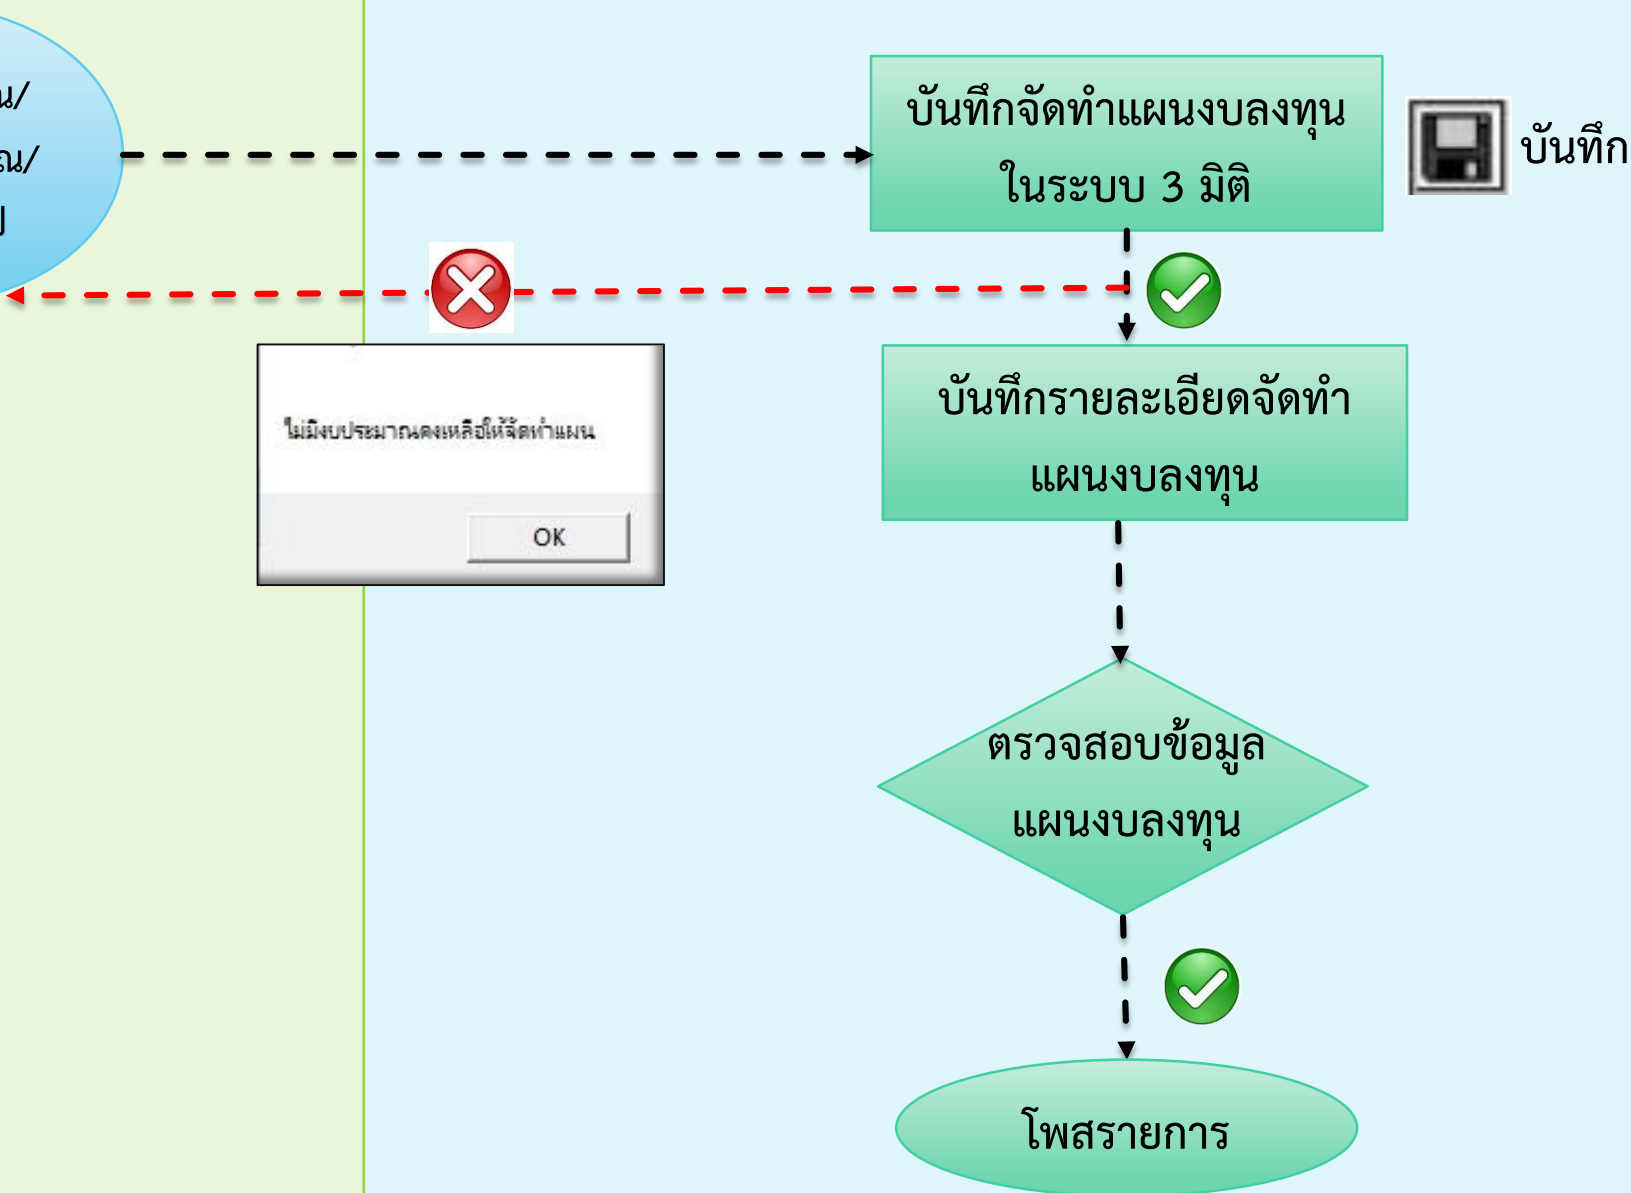 ณ/
ณ/
ป
บันทึกจัดทำแผนงบลงทุน
ในระบบ 3 มิติ
บันทึก
บันทึกรายละเอียดจัดทำ
แผนงบลงทุน
ไม่มีงบประมาณคงเหลือให้จัดทำแผน
OK
ตรวจสอบข้อมูล
แผนงบลงทุน
โพสรายการ